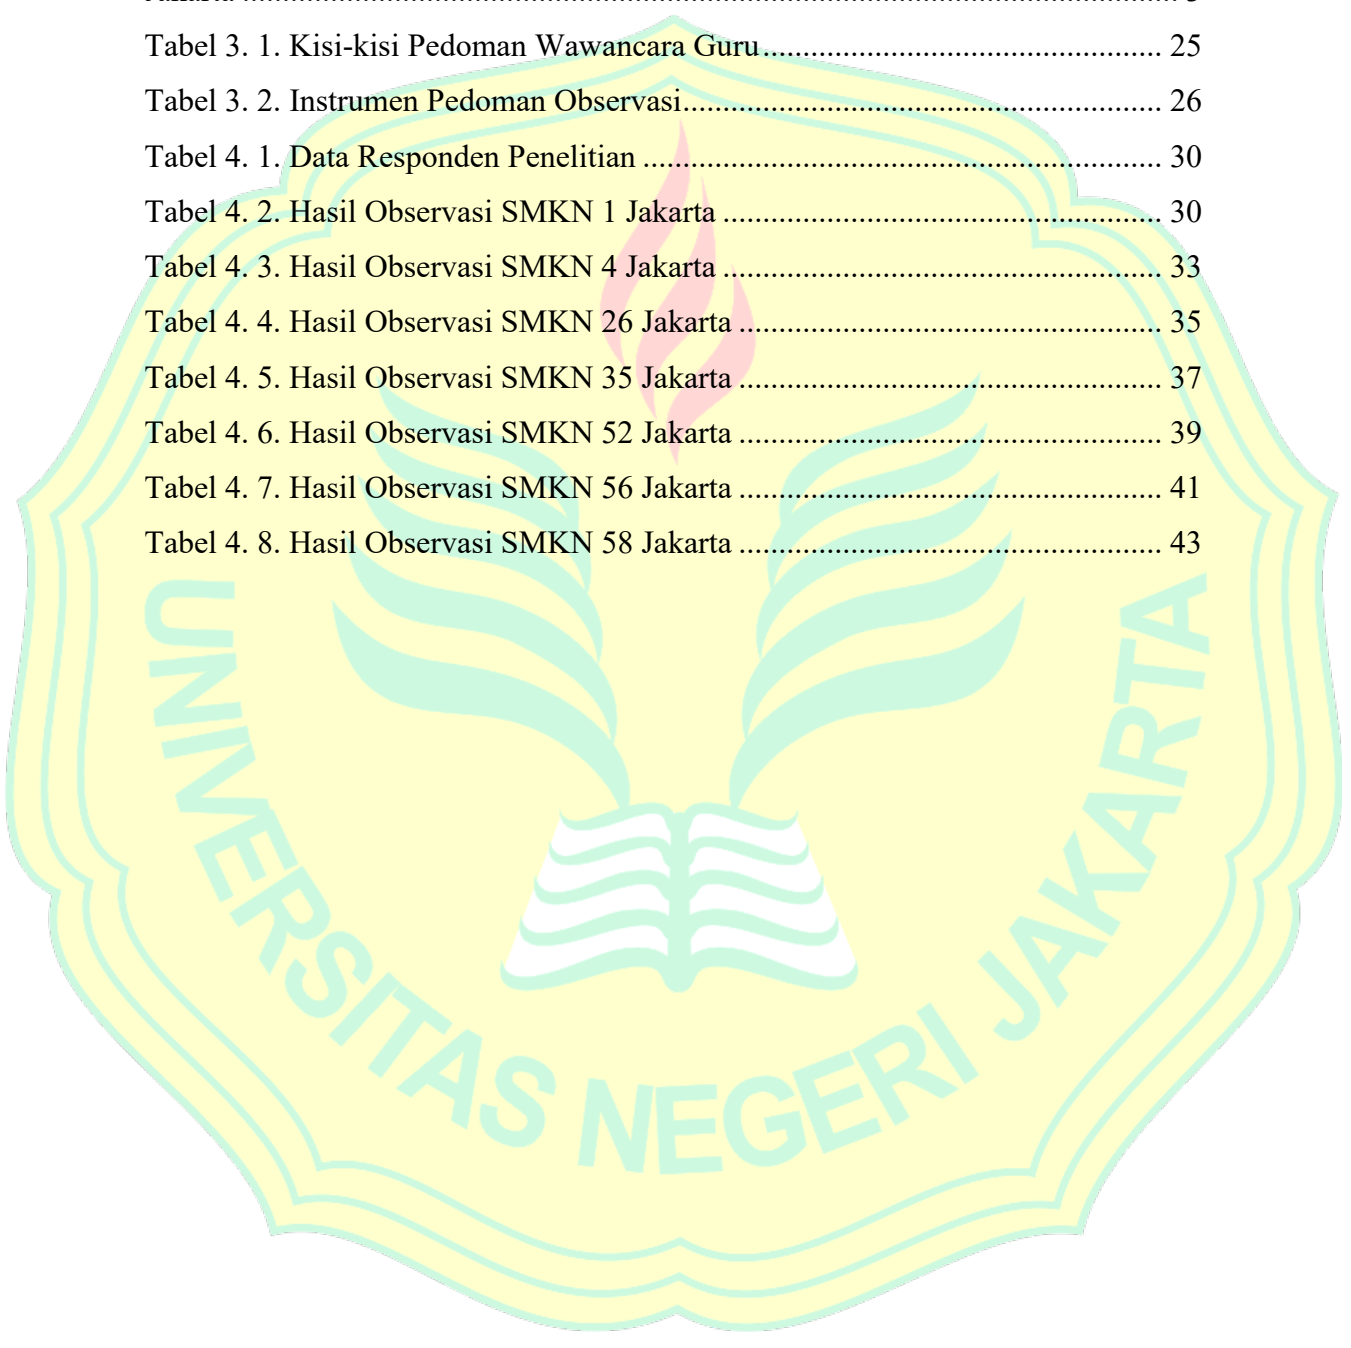 Tabel 3. 1. Kisi-kisi Pedoman Wawancara Guru.................................................. 25
Tabel 3. 2. Instrumen Pedoman Observasi............................................................ 26
Tabel 4. 1. Data Responden Penelitian ................................................................. 30
Tabel 4. 2. Hasil Observasi SMKN 1 Jakarta ....................................................... 30
Tabel 4. 3. Hasil Observasi SMKN 4 Jakarta ....................................................... 33
Tabel 4. 4. Hasil Observasi SMKN 26 Jakarta ..................................................... 35
Tabel 4. 5. Hasil Observasi SMKN 35 Jakarta ..................................................... 37
Tabel 4. 6. Hasil Observasi SMKN 52 Jakarta ..................................................... 39
Tabel 4. 7. Hasil Observasi SMKN 56 Jakarta ..................................................... 41
Tabel 4. 8. Hasil Observasi SMKN 58 Jakarta ..................................................... 43
UNIVERSITAS NEGERI JAKARTA